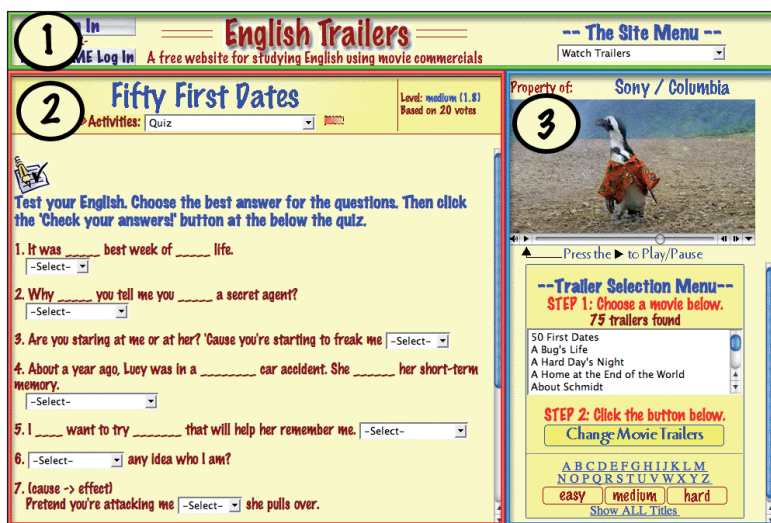 1
In
ME Log In
English Trailers
A free website for studying English using movie commercials
-- The Site Menu --
Watch Trailers
2
Fifty First Dates
Activities: Quiz
Level: medium (1.8)
Based on 20 votes
Test your English. Choose the best answer for the questions. Then click
the 'Check your answers!' button at the below the quiz.
1. It was _____ best week of _____ life.
-Select-
2. Why _____ you tell me you _____ a secret agent?
-Select-
3. Are you staring at me or at her? 'Cause you're starting to freak me -Select-
4. About a year ago, Lucy was in a ________ car accident. She ______ her short-term
memory.
-Select-
5. I ____ want to try _______ that will help her remember me. -Select-
6. -Select- any idea who I am?
7. (cause -> effect)
Pretend you're attacking me -Select- she pulls over.
Property of: Sony / Columbia
3
Press the ▶ to Play/Pause
--Trailer Selection Menu--
STEP 1: Choose a movie below.
75 trailers found
50 First Dates
A Bug's Life
A Hard Day's Night
A Home at the End of the World
About Schmidt
STEP 2: Click the button below.
Change Movie Trailers
A B C D E F G H I J K L M
N O P Q R S T U V W X Y Z
easy medium hard
Show ALL Titles